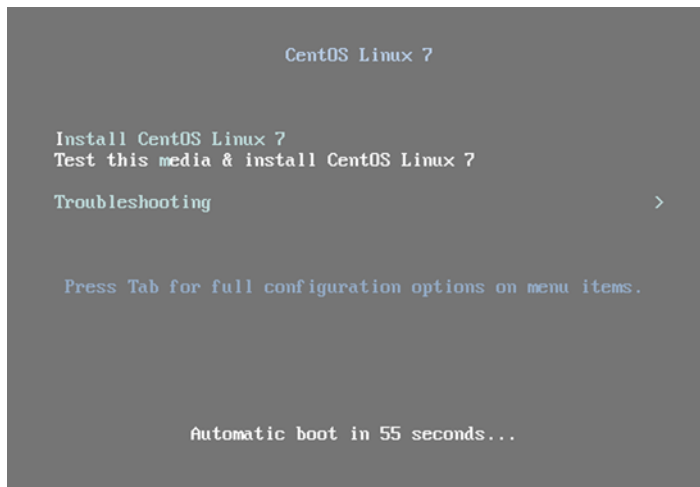 CentOS Linux 7
Install CentOS Linux 7
Test this media & install CentOS Linux 7
Troubleshooting >
Press Tab for full configuration options on menu items.
Automatic boot in 55 seconds...